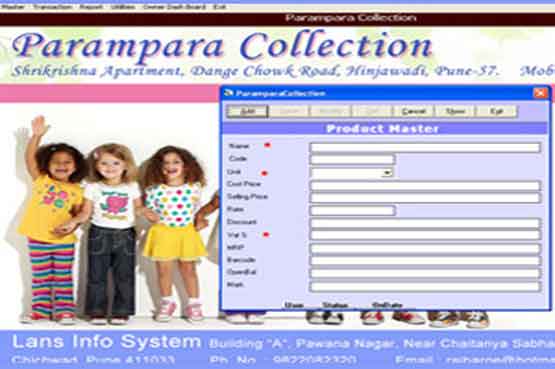 Master Transaction Report Utilities Owner Dash Board Exit
Parampara Collection
Parampara Collection
Shrikrishna Apartment, Dange Chowk Road, Hinjawadi, Pune-57. Mob
ParamparaCollection
Add Cancel Show Exit
Product Master
Name *
Code
Unit *
Cost Price
Selling Price
Rate
Discount
Vat % *
MRP
Barcode
OpenBal
Mark
User Status OnDate
Lans Info System Building "A", Pawana Nagar, Near Chaitanya Sabha
Chichwad, Pune 411033 Ph. No. : 9822082320 Email :